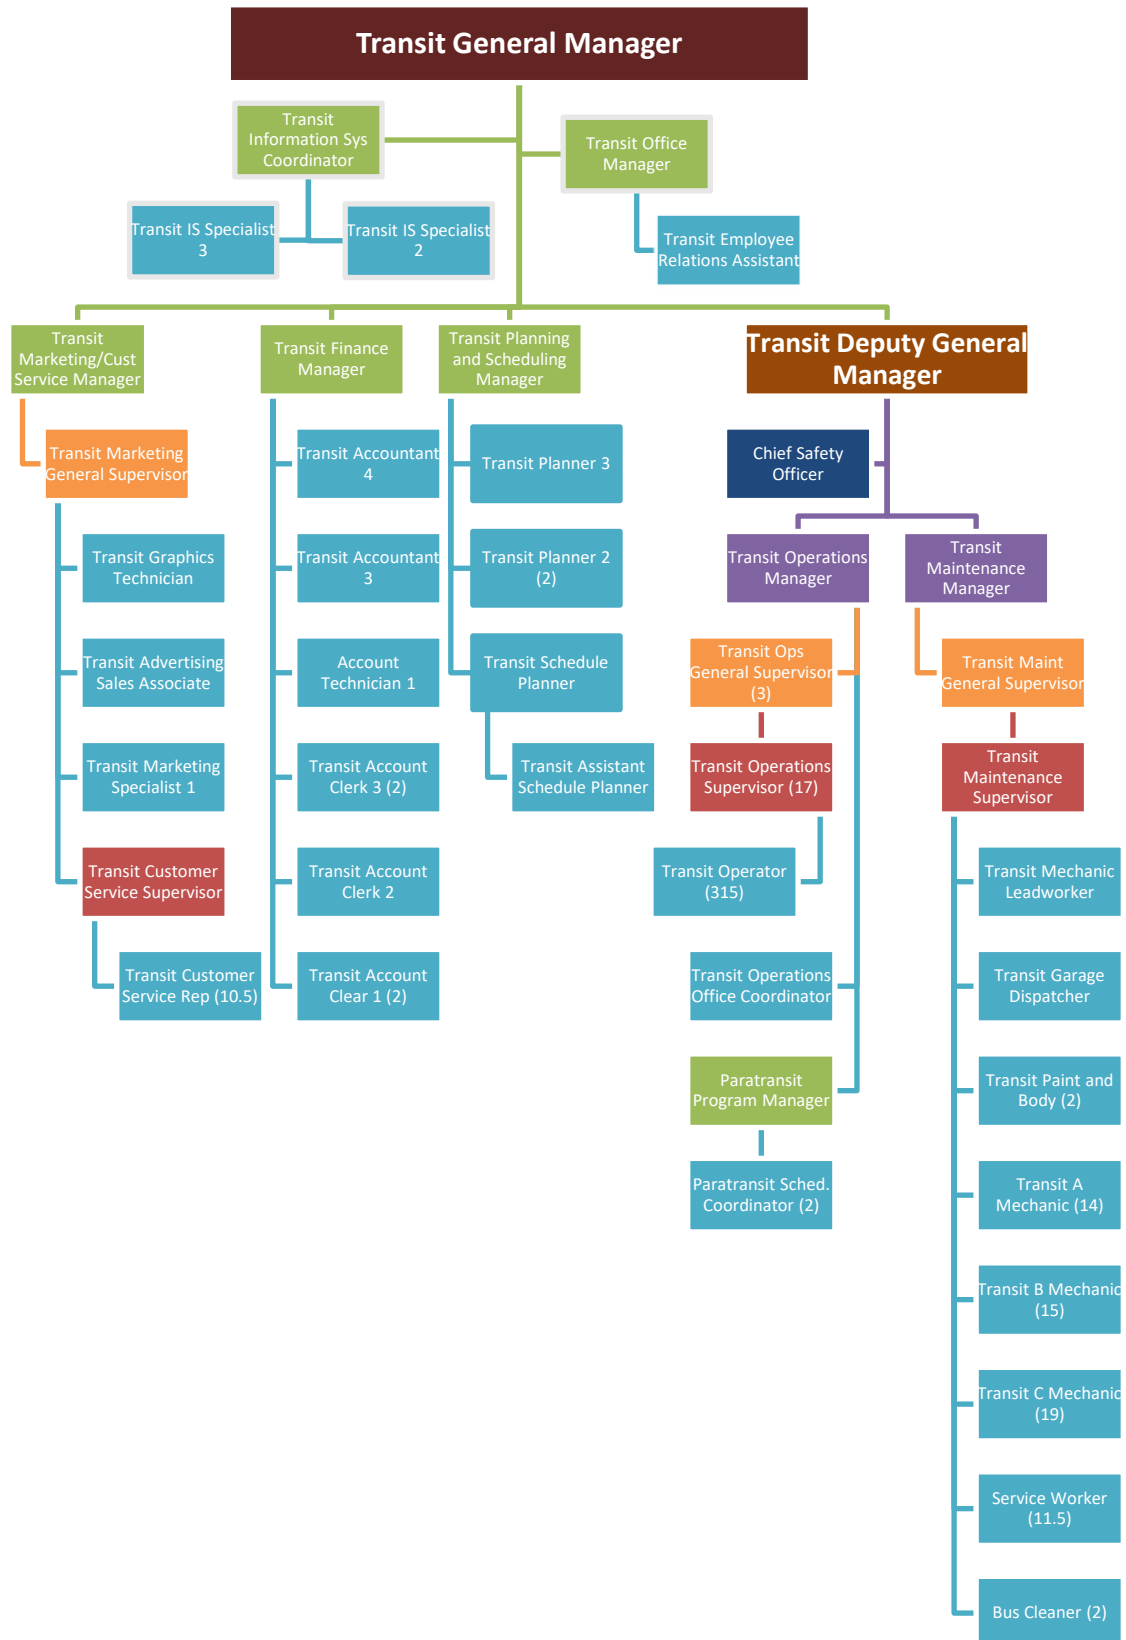 Transit General Manager
Transit
Information Sys
Coordinator
Transit Office
Manager
Transit IS Specialist
3
Transit IS Specialist
2
Transit Employee
Relations Assistant
Transit
Marketing/Cust
Service Manager
Transit Marketing
General Supervisor
Transit Graphics
Technician
Transit Advertising
Sales Associate
Transit Marketing
Specialist 1
Transit Customer
Service Supervisor
Transit Customer
Service Rep (10.5)
Transit Finance
Manager
Transit Accountant
4
Transit Accountant
3
Account
Technician 1
Transit Account
Clerk 3 (2)
Transit Account
Clerk 2
Transit Account
Clear 1 (2)
Transit Planning
and Scheduling
Manager
Transit Planner 3
Transit Planner 2
(2)
Transit Schedule
Planner
Transit Assistant
Schedule Planner
Transit Deputy General
Manager
Chief Safety
Officer
Transit Operations
Manager
Transit Ops
General Supervisor
(3)
Transit Operations
Supervisor (17)
Transit Operator
(315)
Transit Operations
Office Coordinator
Paratransit
Program Manager
Paratransit Sched.
Coordinator (2)
Transit
Maintenance
Manager
Transit Maint
General Supervisor
Transit
Maintenance
Supervisor
Transit Mechanic
Leadworker
Transit Garage
Dispatcher
Transit Paint and
Body (2)
Transit A
Mechanic (14)
Transit B Mechanic
(15)
Transit C Mechanic
(19)
Service Worker
(11.5)
Bus Cleaner (2)